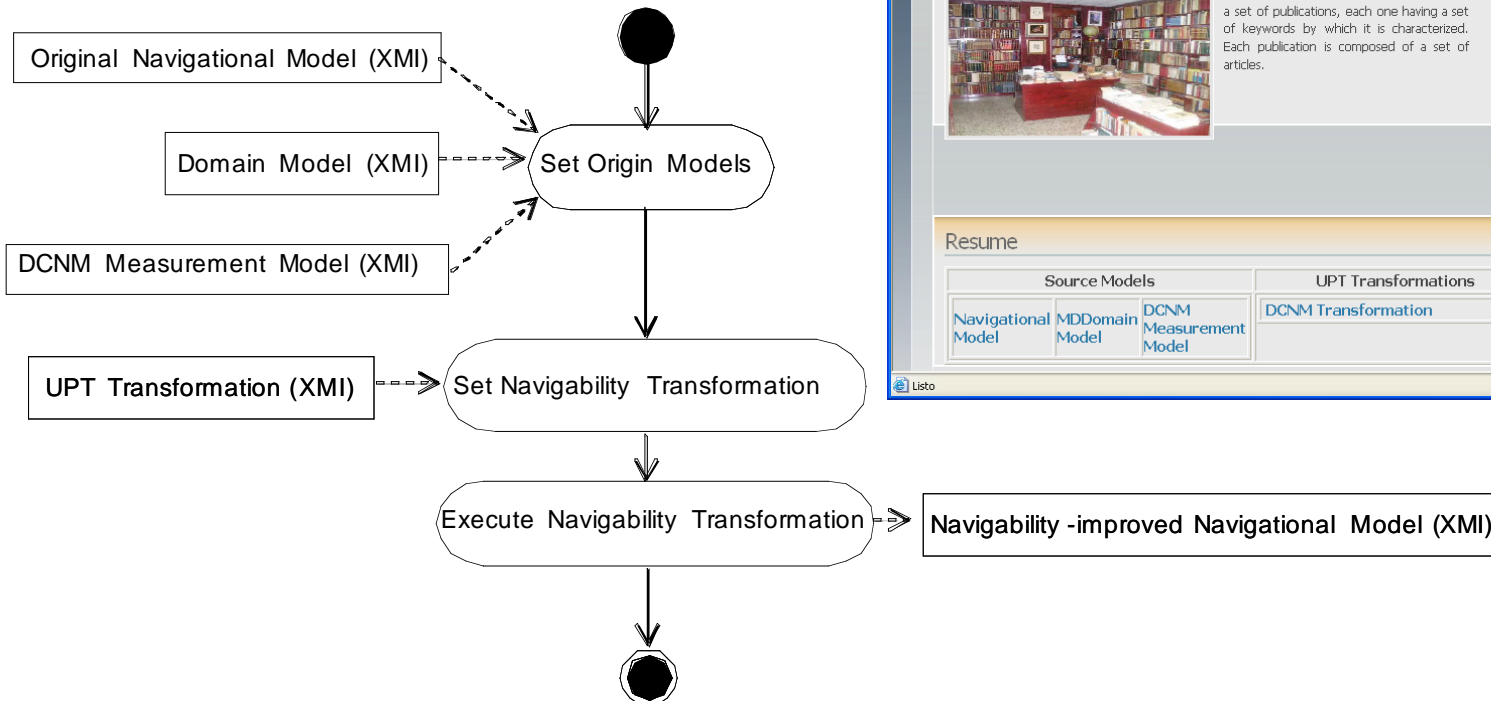 Original Navigational Model (XMI)
Domain Model (XMI)
DCNM Measurement Model (XMI)
Set Origin Models
UPT Transformation (XMI)
Set Navigability Transformation
Execute Navigability Transformation
Navigability -improved Navigational Model (XMI)
a set of publications, each one having a set
of keywords by which it is characterized.
Each publication is composed of a set of
articles.
Resume
Source Models
UPT Transformations
Navigational
Model
MDDomain
Model
DCNM
Measurement
Model
DCNM Transformation
Listo